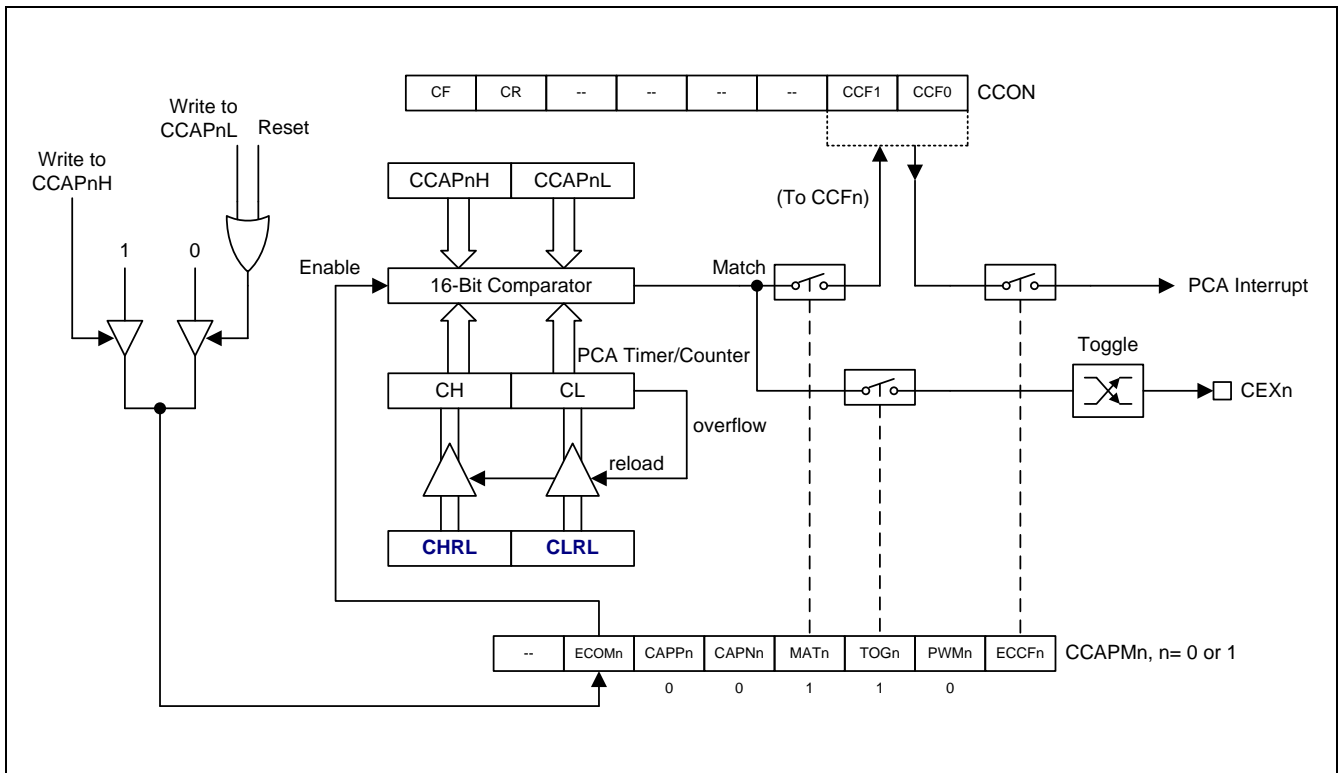 CF CR -- -- -- -- CCF1 CCF0 CCON
Write to
CCAPnL
Reset
Write to
CCAPnH
CCAPnH CCAPnL
(To CCFn)
1 0
Enable
16-Bit Comparator
Match
PCA Interrupt
PCA Timer/Counter
Toggle
CH CL
CEXn
overflow
reload
CHRL CLRL
-- ECOMn CAPPn CAPNn MATn TOGn PWMn ECCFn CCAPMn, n= 0 or 1
0 0 1 1 0